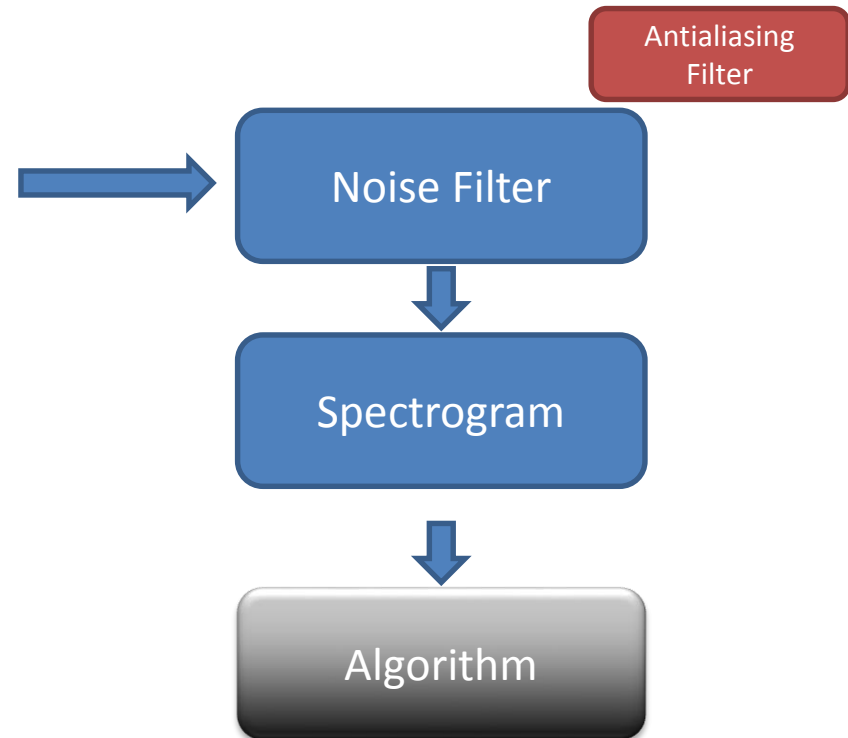 Antialiasing
Filter
Noise Filter
Spectrogram
Algorithm